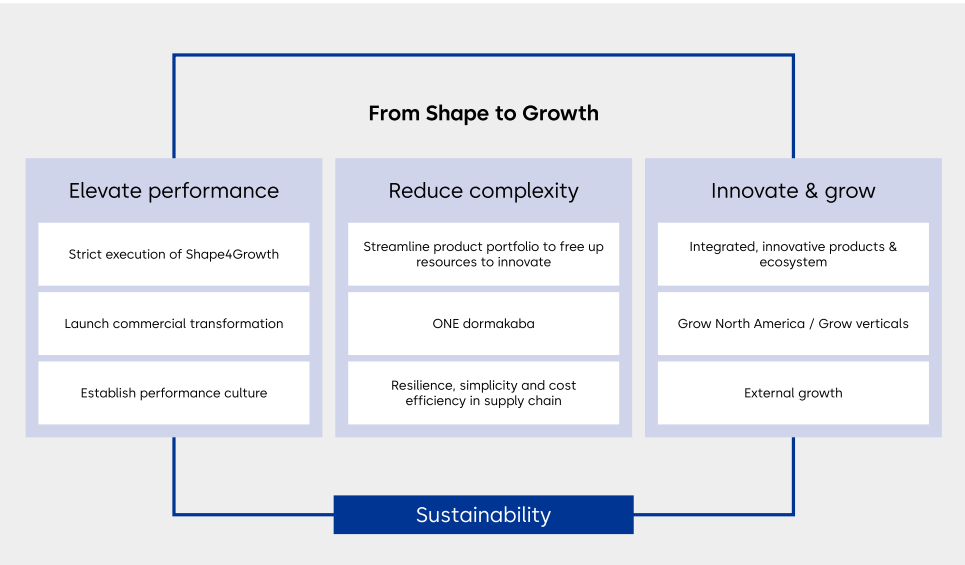 From Shape to Growth
Elevate performance
Strict execution of Shape4Growth
Launch commercial transformation
Establish performance culture
Reduce complexity
Streamline product portfolio to free up
resources to innovate
ONE dormakaba
Resilience, simplicity and cost
efficiency in supply chain
Innovate & grow
Integrated, innovative products &
ecosystem
Grow North America / Grow verticals
External growth
Sustainability